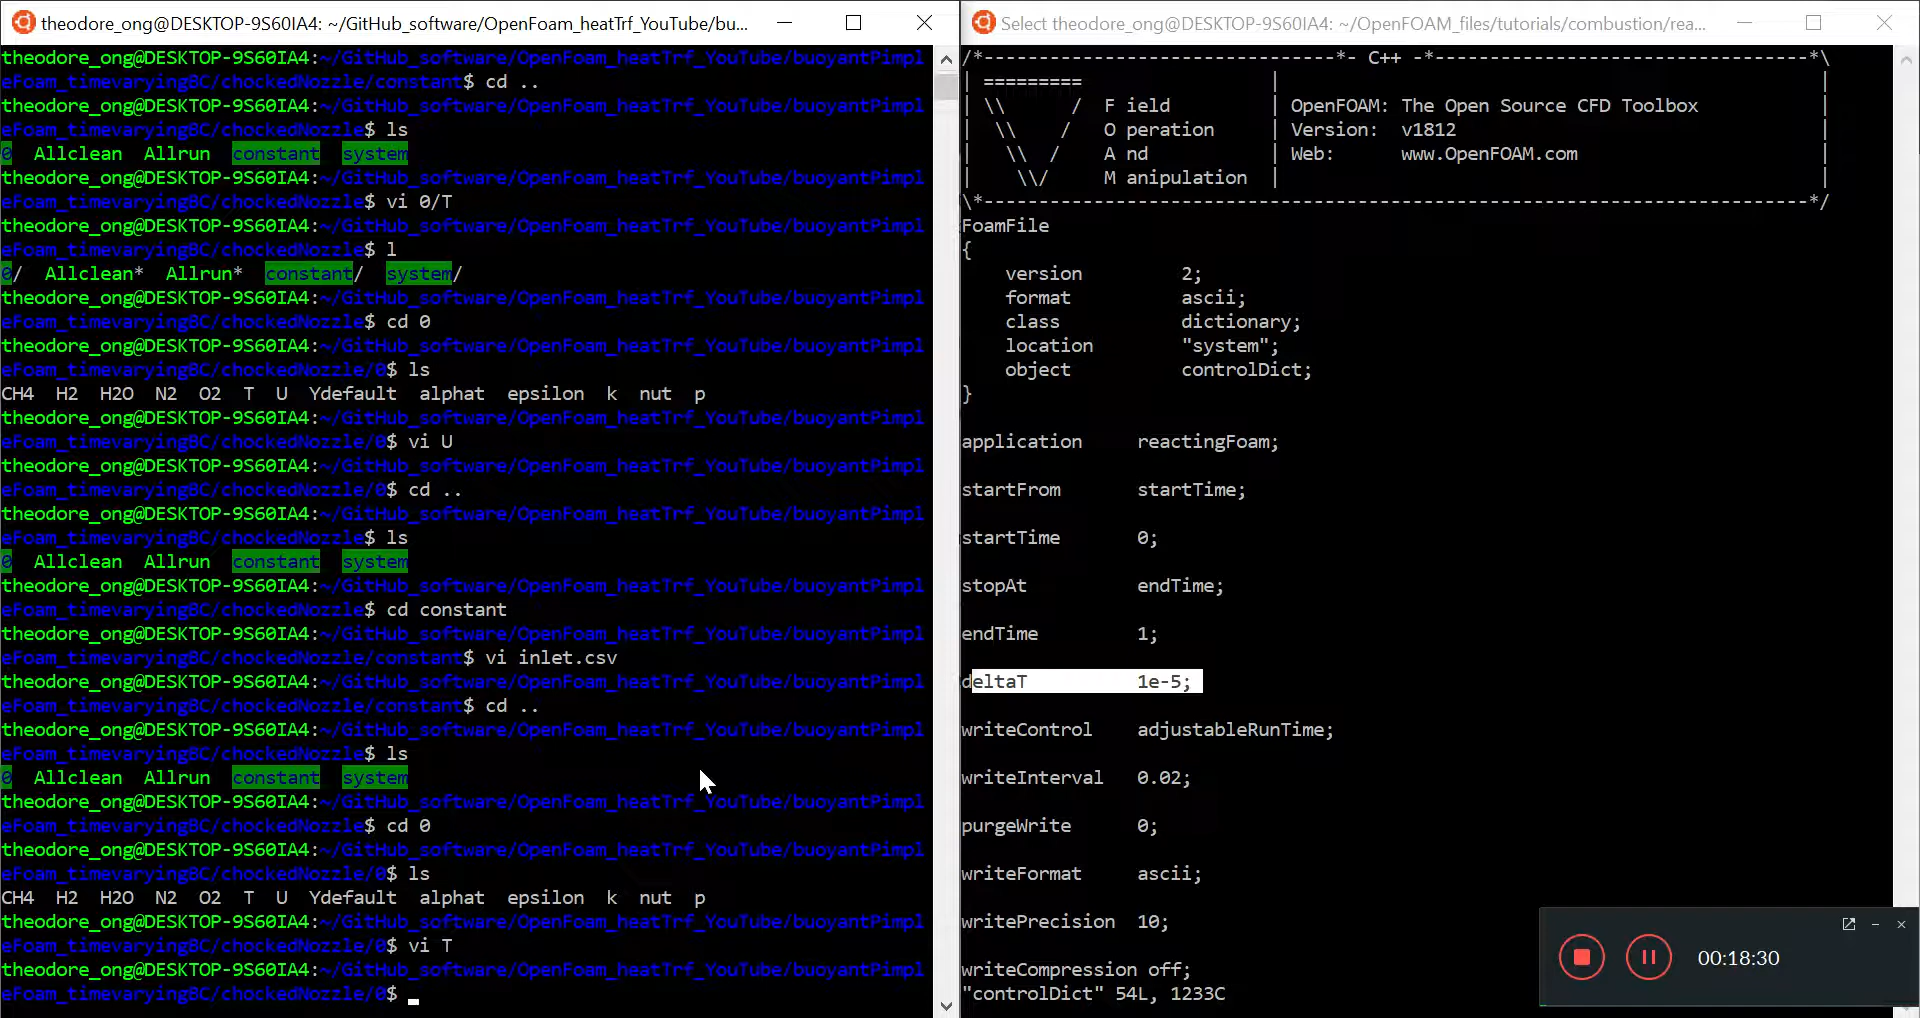 theodore_ong@DESKTOP-9S60IA4: ~/GitHub_software/OpenFoam_heatTrf_YouTube/bu...
theodore_ong@DESKTOP-9S60IA4:~/GitHub_software/OpenFoam_heatTrf_YouTube/buoyantPimpl
eFoam_timevaryingBC/chockedNozzle/constant$ cd ..
theodore_ong@DESKTOP-9S60IA4:~/GitHub_software/OpenFoam_heatTrf_YouTube/buoyantPimpl
eFoam_timevaryingBC/chockedNozzle$ ls
0  Allclean  Allrun  constant  system
theodore_ong@DESKTOP-9S60IA4:~/GitHub_software/OpenFoam_heatTrf_YouTube/buoyantPimpl
eFoam_timevaryingBC/chockedNozzle$ vi 0/T
theodore_ong@DESKTOP-9S60IA4:~/GitHub_software/OpenFoam_heatTrf_YouTube/buoyantPimpl
eFoam_timevaryingBC/chockedNozzle$ l
0/  Allclean*  Allrun*  constant/  system/
theodore_ong@DESKTOP-9S60IA4:~/GitHub_software/OpenFoam_heatTrf_YouTube/buoyantPimpl
eFoam_timevaryingBC/chockedNozzle$ cd 0
theodore_ong@DESKTOP-9S60IA4:~/GitHub_software/OpenFoam_heatTrf_YouTube/buoyantPimpl
eFoam_timevaryingBC/chockedNozzle/0$ ls
CH4  H2  H2O  N2  O2  T  U  Ydefault  alphat  epsilon  k  nut  p
theodore_ong@DESKTOP-9S60IA4:~/GitHub_software/OpenFoam_heatTrf_YouTube/buoyantPimpl
eFoam_timevaryingBC/chockedNozzle/0$ vi U
theodore_ong@DESKTOP-9S60IA4:~/GitHub_software/OpenFoam_heatTrf_YouTube/buoyantPimpl
eFoam_timevaryingBC/chockedNozzle/0$ cd ..
theodore_ong@DESKTOP-9S60IA4:~/GitHub_software/OpenFoam_heatTrf_YouTube/buoyantPimpl
eFoam_timevaryingBC/chockedNozzle$ ls
0  Allclean  Allrun  constant  system
theodore_ong@DESKTOP-9S60IA4:~/GitHub_software/OpenFoam_heatTrf_YouTube/buoyantPimpl
eFoam_timevaryingBC/chockedNozzle$ cd constant
theodore_ong@DESKTOP-9S60IA4:~/GitHub_software/OpenFoam_heatTrf_YouTube/buoyantPimpl
eFoam_timevaryingBC/chockedNozzle/constant$ vi inlet.csv
theodore_ong@DESKTOP-9S60IA4:~/GitHub_software/OpenFoam_heatTrf_YouTube/buoyantPimpl
eFoam_timevaryingBC/chockedNozzle/constant$ cd ..
theodore_ong@DESKTOP-9S60IA4:~/GitHub_software/OpenFoam_heatTrf_YouTube/buoyantPimpl
eFoam_timevaryingBC/chockedNozzle$ ls
0  Allclean  Allrun  constant  system
theodore_ong@DESKTOP-9S60IA4:~/GitHub_software/OpenFoam_heatTrf_YouTube/buoyantPimpl
eFoam_timevaryingBC/chockedNozzle$ cd 0
theodore_ong@DESKTOP-9S60IA4:~/GitHub_software/OpenFoam_heatTrf_YouTube/buoyantPimpl
eFoam_timevaryingBC/chockedNozzle/0$ ls
CH4  H2  H2O  N2  O2  T  U  Ydefault  alphat  epsilon  k  nut  p
theodore_ong@DESKTOP-9S60IA4:~/GitHub_software/OpenFoam_heatTrf_YouTube/buoyantPimpl
eFoam_timevaryingBC/chockedNozzle/0$ vi T
theodore_ong@DESKTOP-9S60IA4:~/GitHub_software/OpenFoam_heatTrf_YouTube/buoyantPimpl
eFoam_timevaryingBC/chockedNozzle/0$
Select theodore_ong@DESKTOP-9S60IA4: ~/OpenFOAM_files/tutorials/combustion/rea...
/*--------------------------------*- C++ -*----------------------------------*\
| =========                 |                                                 |
| \\      /  F ield         | OpenFOAM: The Open Source CFD Toolbox           |
|  \\    /   O peration     | Version:  v1812                                 |
|   \\  /    A nd           | Web:      www.OpenFOAM.com                      |
|    \\/     M anipulation  |                                                 |
\*---------------------------------------------------------------------------*/
FoamFile
{
    version         2;
    format          ascii;
    class           dictionary;
    location        "system";
    object          controlDict;
}
application     reactingFoam;
startFrom       startTime;
startTime       0;
stopAt          endTime;
endTime         1;
deltaT          1e-5;
writeControl    adjustableRunTime;
writeInterval   0.02;
purgeWrite      0;
writeFormat     ascii;
writePrecision  10;
writeCompression off;
"controlDict" 54L, 1233C
00:18:30